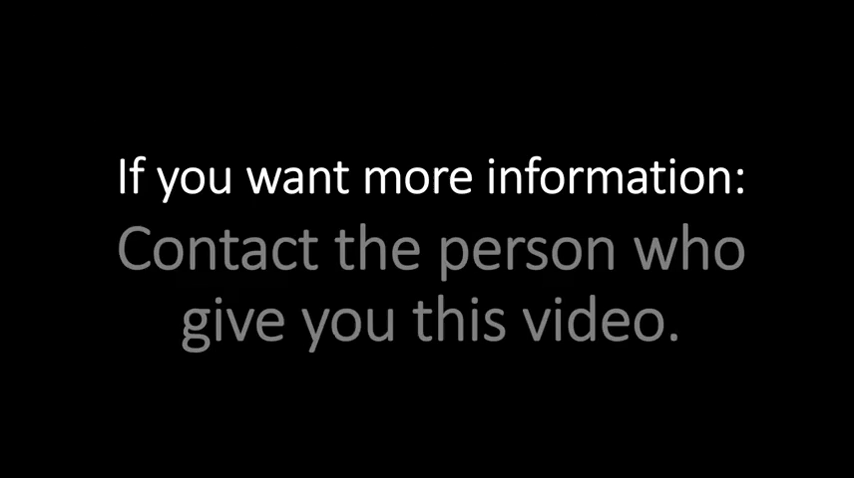 If you want more information:
Contact the person who
give you this video.